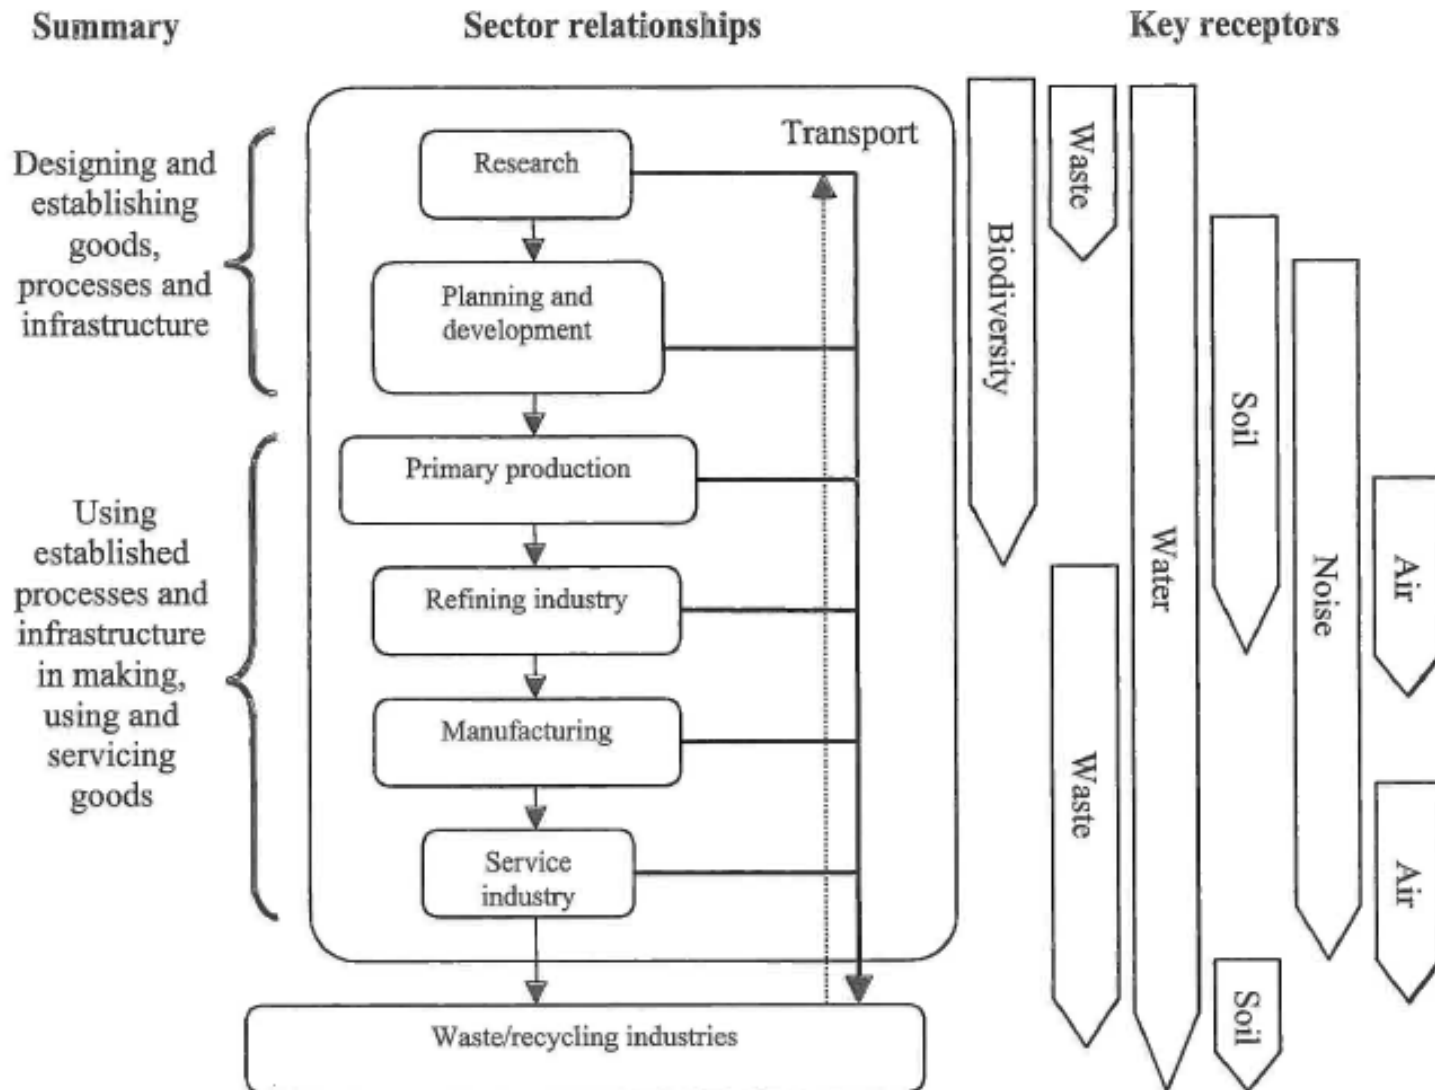 Summary
Sector relationships
Key receptors
Designing and
establishing
goods,
processes and
infrastructure
Using
established
processes and
infrastructure
in making,
using and
servicing
goods
Transport
Research
Planning and
development
Primary production
Refining industry
Manufacturing
Service
industry
Waste/recycling industries
Biodiversity
Waste
Waste
Water
Soil
Soil
Noise
Air
Air